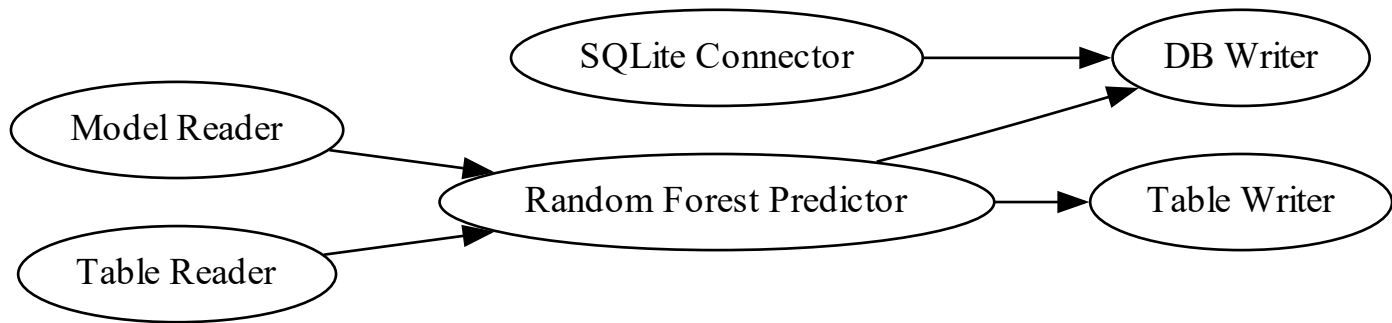 SQLite Connector
DB Writer
Model Reader
Random Forest Predictor
Table Writer
Table Reader